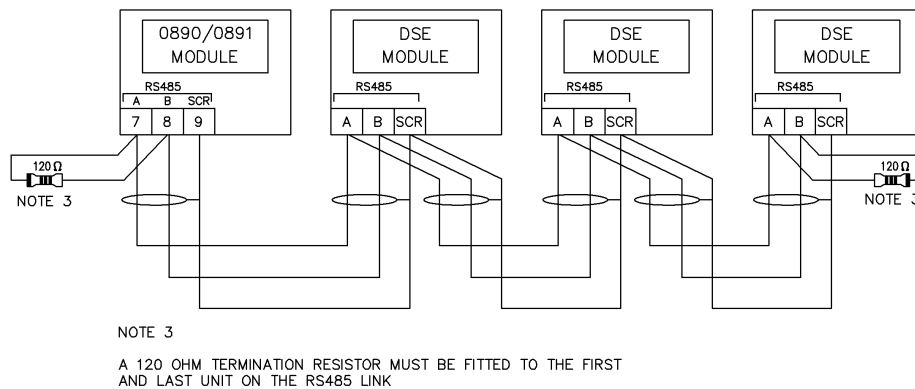 0890/0891
MODULE
RS485
A B SCR
7 8 9
DSE
MODULE
RS485
A B SCR
DSE
MODULE
RS485
A B SCR
DSE
MODULE
RS485
A B SCR
120 Ω
NOTE 3
120 Ω
NOTE 3
NOTE 3
A 120 OHM TERMINATION RESISTOR MUST BE FITTED TO THE FIRST
AND LAST UNIT ON THE RS485 LINK